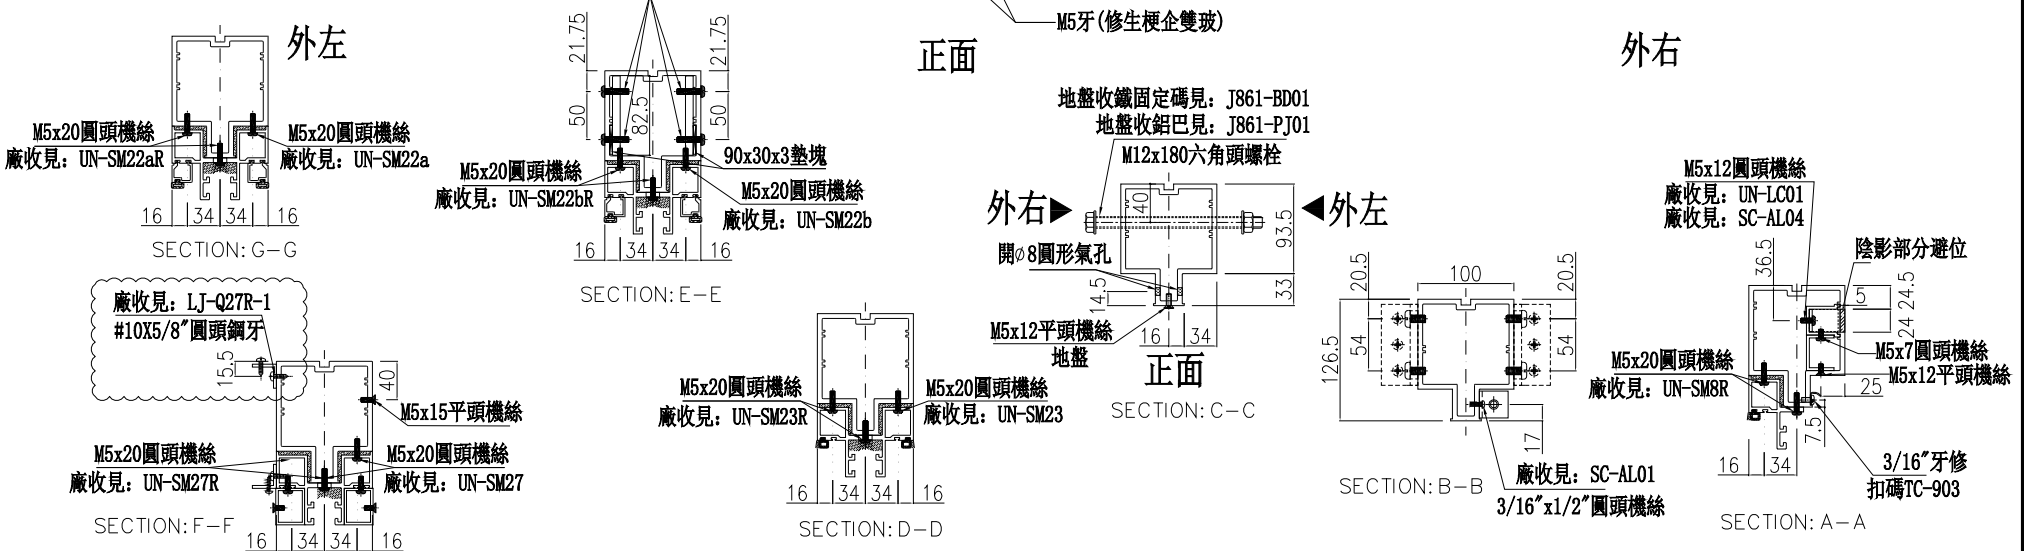 外左
M5x20圓頭機絲
廠收見: UN-SM22aR
M5x20圓頭機絲
廠收見: UN-SM22a
16 34 34 16
SECTION: G-G
21.75
50
82.5
21.75
50
M5x20圓頭機絲
廠收見: UN-SM22bR
90x30x3墊塊
M5x20圓頭機絲
廠收見: UN-SM22b
16 34 34 16
SECTION: E-E
M5牙(修生梗企雙玻)
正面
地盤收鐵固定碼見: J861-BD01
地盤收鋁巴見: J861-PJ01
M12x180六角頭螺栓
外右
外左
40
93.5
33
開ø8圓形氣孔
14.5
M5x12平頭機絲
地盤
16 34
正面
SECTION: C-C
外右
M5x12圓頭機絲
廠收見: UN-LC01
廠收見: SC-AL04
陰影部分避位
36.5
5
24.5
24
M5x7圓頭機絲
M5x12平頭機絲
25
M5x20圓頭機絲
廠收見: UN-SM8R
7.5
16 34
3/16"牙修
扣碼TC-903
SECTION: A-A
20.5
100
20.5
54
54
126.5
17
廠收見: SC-AL01
3/16"x1/2"圓頭機絲
SECTION: B-B
廠收見: LJ-Q27R-1
#10X5/8"圓頭鋼牙
15.5
40
M5x15平頭機絲
M5x20圓頭機絲
廠收見: UN-SM27R
M5x20圓頭機絲
廠收見: UN-SM27
16 34 34 16
SECTION: F-F
M5x20圓頭機絲
廠收見: UN-SM23R
M5x20圓頭機絲
廠收見: UN-SM23
16 34 34 16
SECTION: D-D